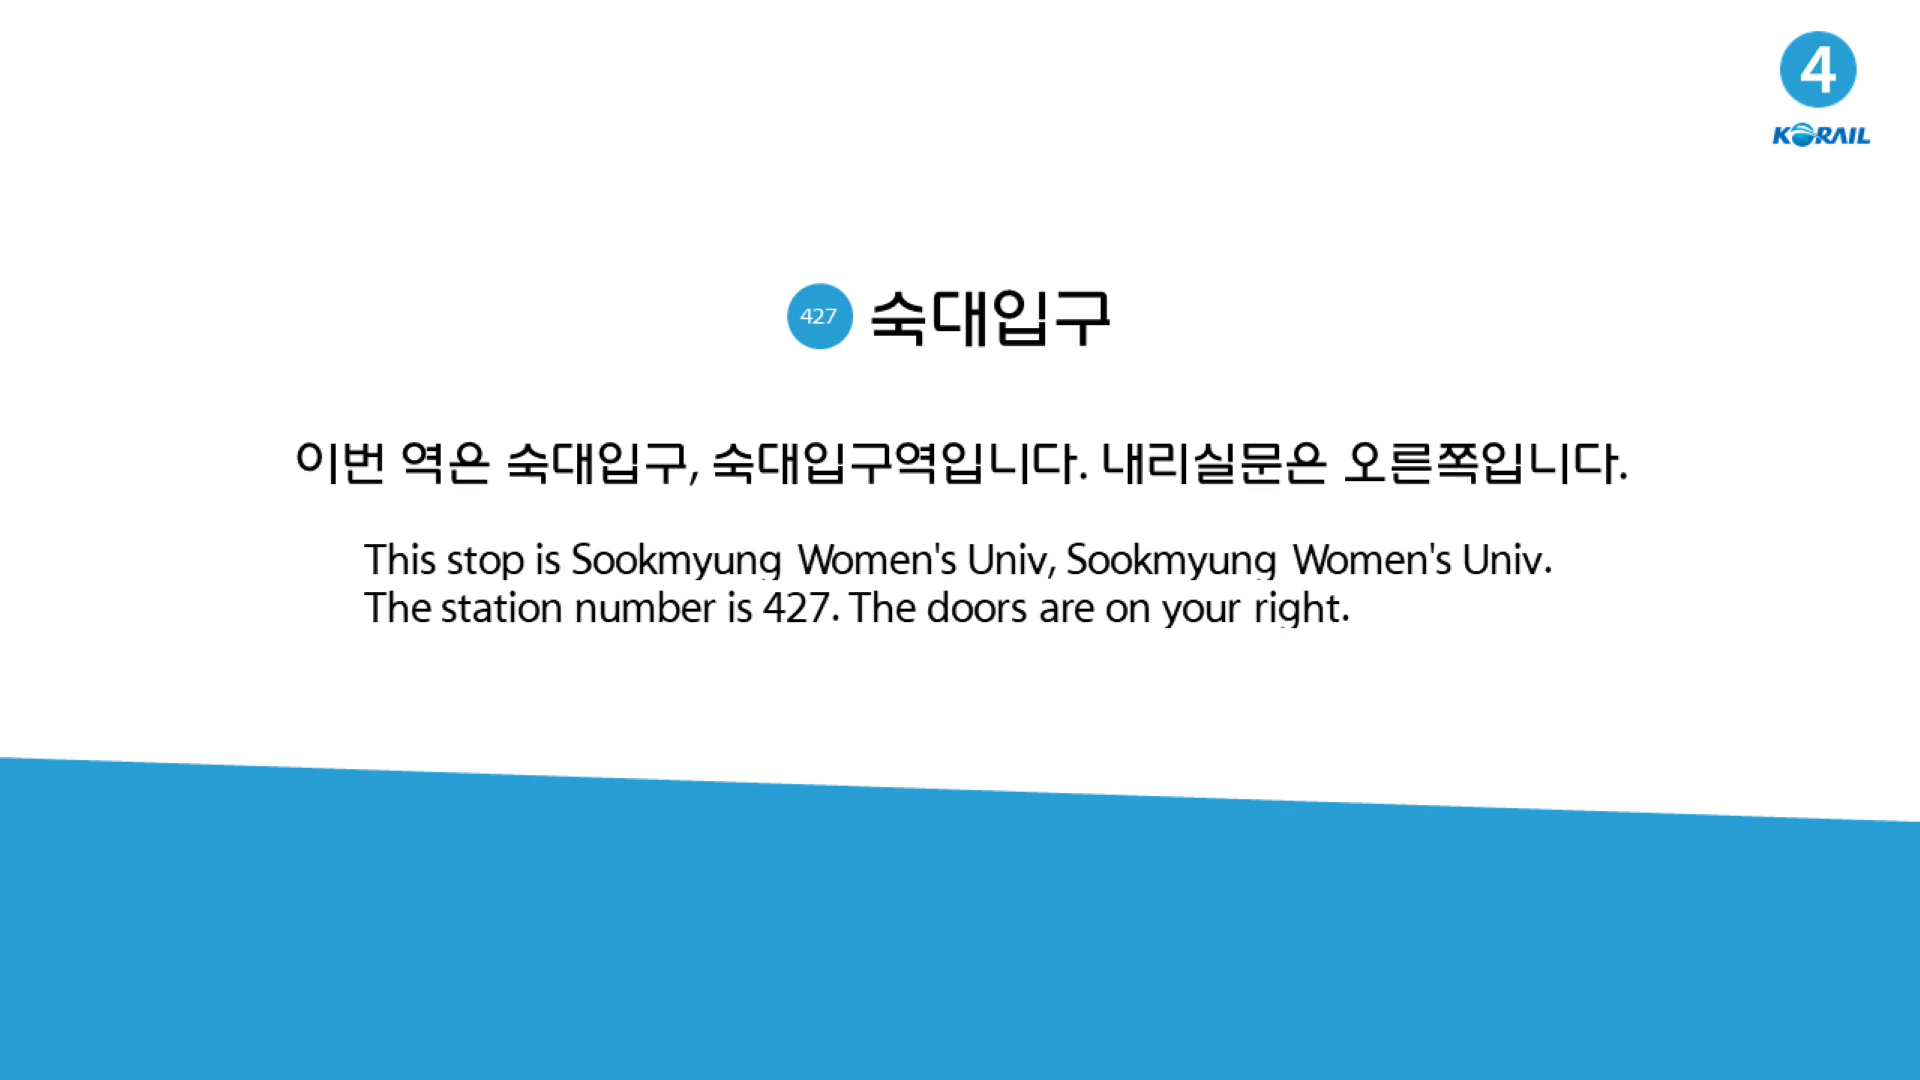 4
KORAIL
427 숙대입구
이번 역은 숙대입구, 숙대입구역입니다. 내리실문은 오른쪽입니다.
This stop is Sookmyung Women's Univ, Sookmyung Women's Univ.
The station number is 427. The doors are on your right.